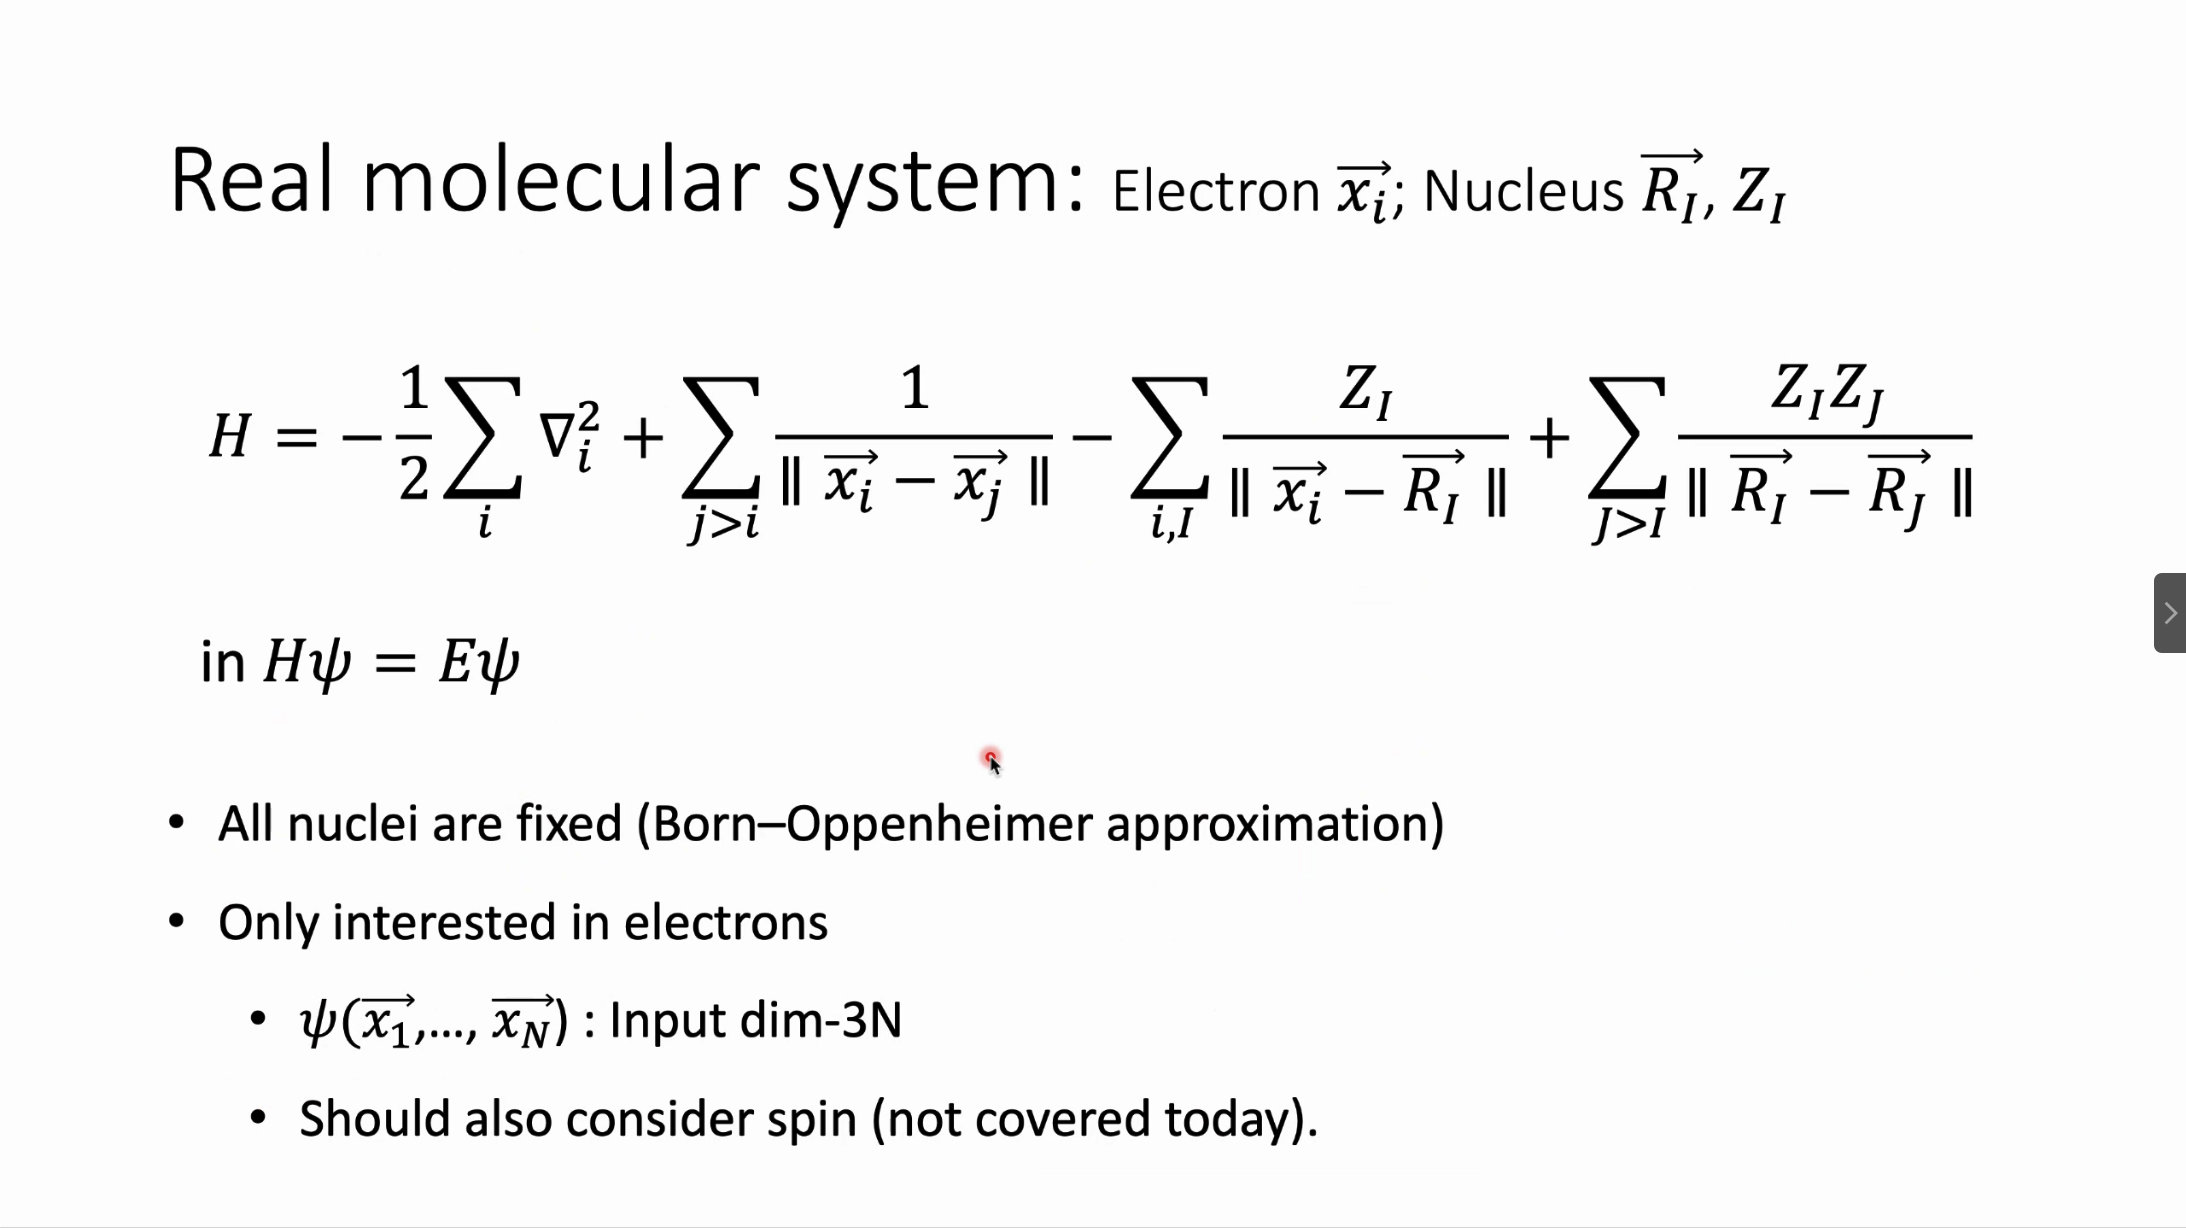 Real molecular system: Electron $\overrightarrow{x_i}$; Nucleus $\overrightarrow{R_I}$, $Z_I$
$H = -\frac{1}{2}\sum_{i} \nabla_i^2 + \sum_{j>i} \frac{1}{\| \overrightarrow{x_i} - \overrightarrow{x_j} \|} - \sum_{i,I} \frac{Z_I}{\| \overrightarrow{x_i} - \overrightarrow{R_I} \|} + \sum_{J>I} \frac{Z_I Z_J}{\| \overrightarrow{R_I} - \overrightarrow{R_J} \|}$
in $H\psi = E\psi$
• All nuclei are fixed (Born–Oppenheimer approximation)
• Only interested in electrons
• $\psi(\overrightarrow{x_1},…, \overrightarrow{x_N})$ : Input dim-3N
• Should also consider spin (not covered today).